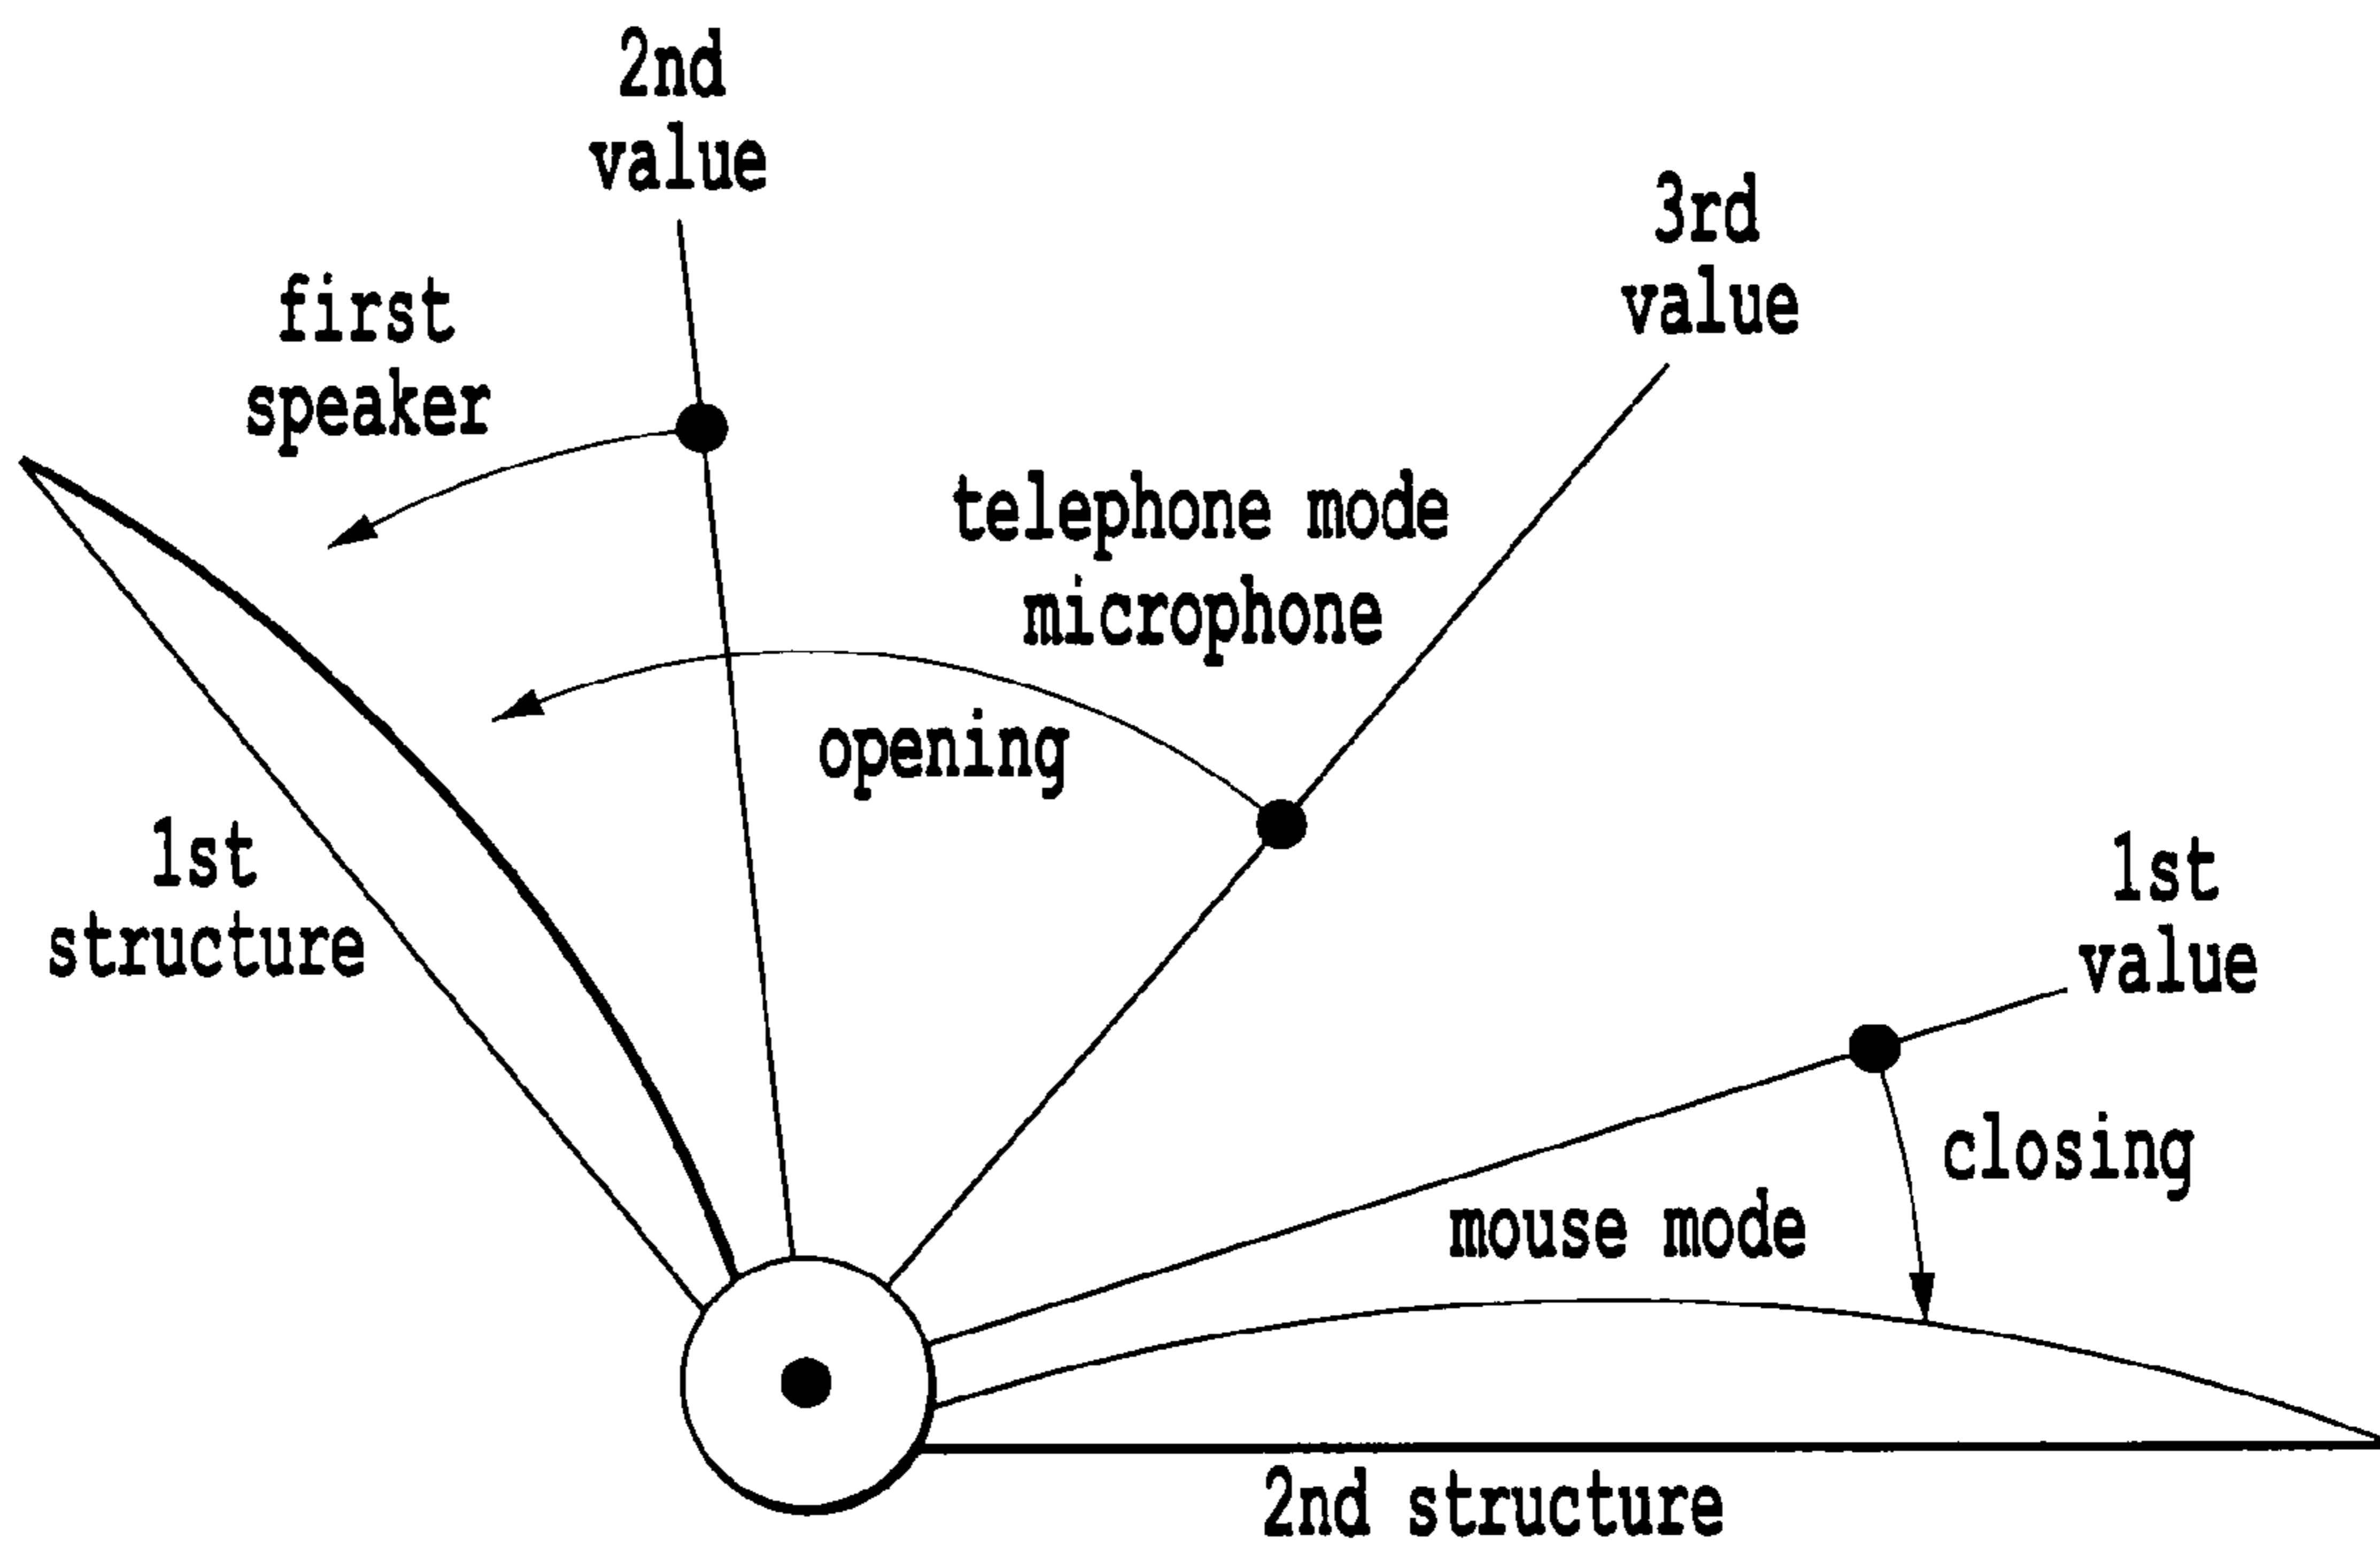 2nd
value
3rd
value
first
speaker
telephone mode
microphone
opening
1st
structure
1st
value
closing
mouse mode
2nd structure